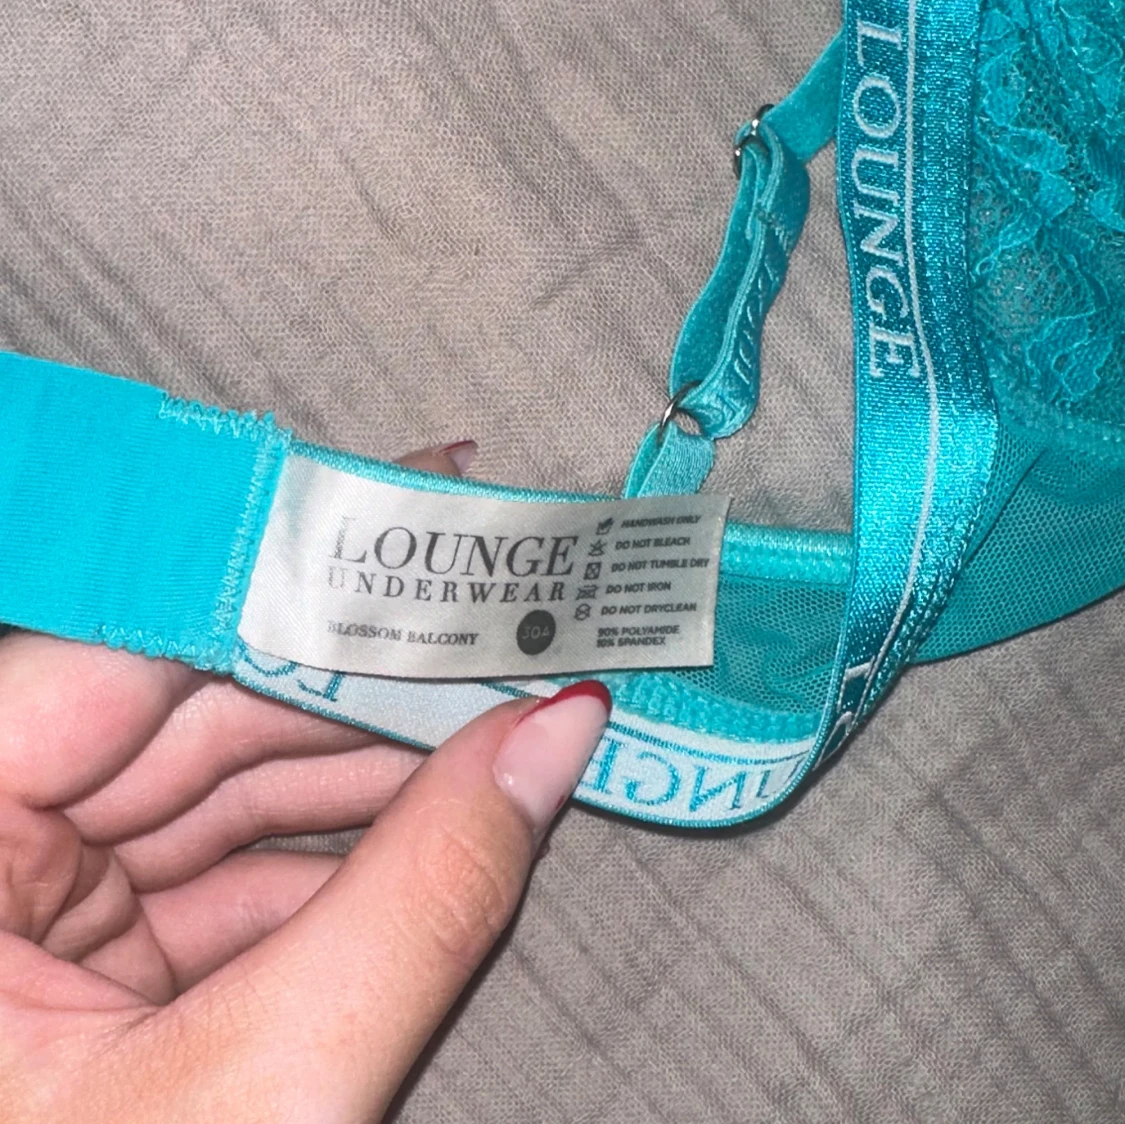 LOUNGE
LOUNGE
UNDERWEAR
BLOSSOM BALCONY
30A
HANDWASH ONLY
DO NOT BLEACH
DO NOT TUMBLE DRY
DO NOT IRON
DO NOT DRYCLEAN
90% POLYAMIDE
10% SPANDEX